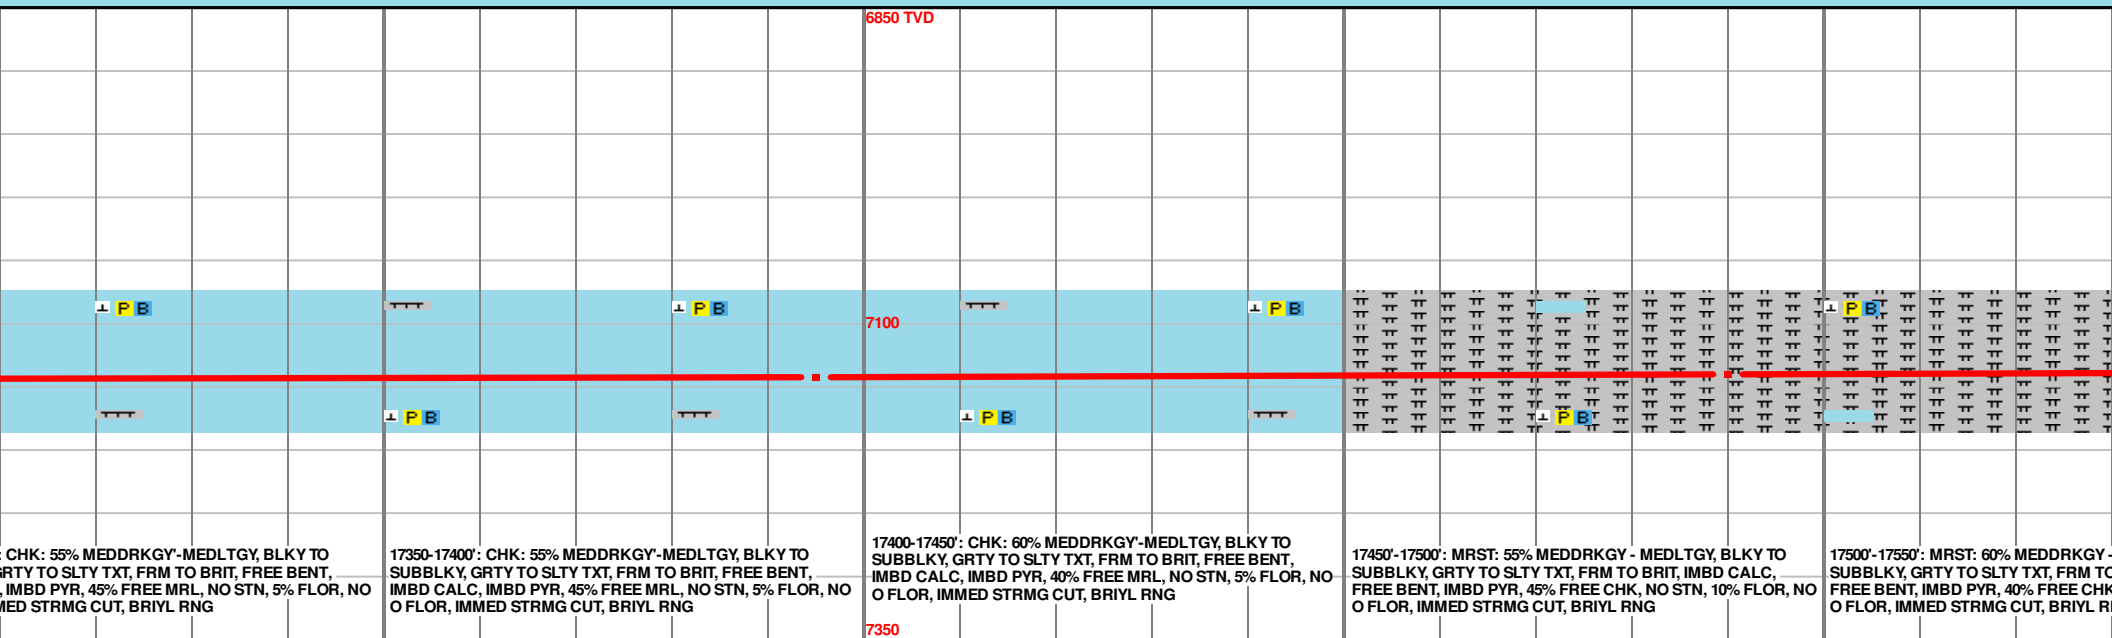 6850 TVD
P B
P B
P B
P B
7100
P B
P B
P B
: CHK: 55% MEDDRKGY'-MEDLTGY, BLKY TO
GRTY TO SLTY TXT, FRM TO BRIT, FREE BENT,
, IMBD PYR, 45% FREE MRL, NO STN, 5% FLOR, NO
MED STRMG CUT, BRIYL RNG
17350-17400': CHK: 55% MEDDRKGY'-MEDLTGY, BLKY TO
SUBBLKY, GRTY TO SLTY TXT, FRM TO BRIT, FREE BENT,
IMBD CALC, IMBD PYR, 45% FREE MRL, NO STN, 5% FLOR, NO
O FLOR, IMMED STRMG CUT, BRIYL RNG
17400-17450': CHK: 60% MEDDRKGY'-MEDLTGY, BLKY TO
SUBBLKY, GRTY TO SLTY TXT, FRM TO BRIT, FREE BENT,
IMBD CALC, IMBD PYR, 40% FREE MRL, NO STN, 5% FLOR, NO
O FLOR, IMMED STRMG CUT, BRIYL RNG
17450'-17500': MRST: 55% MEDDRKGY - MEDLTGY, BLKY TO
SUBBLKY, GRTY TO SLTY TXT, FRM TO BRIT, IMBD CALC,
FREE BENT, IMBD PYR, 45% FREE CHK, NO STN, 10% FLOR, NO
O FLOR, IMMED STRMG CUT, BRIYL RNG
17500'-17550': MRST: 60% MEDDRKGY -
SUBBLKY, GRTY TO SLTY TXT, FRM TO
FREE BENT, IMBD PYR, 40% FREE CHK
O FLOR, IMMED STRMG CUT, BRIYL R
7350